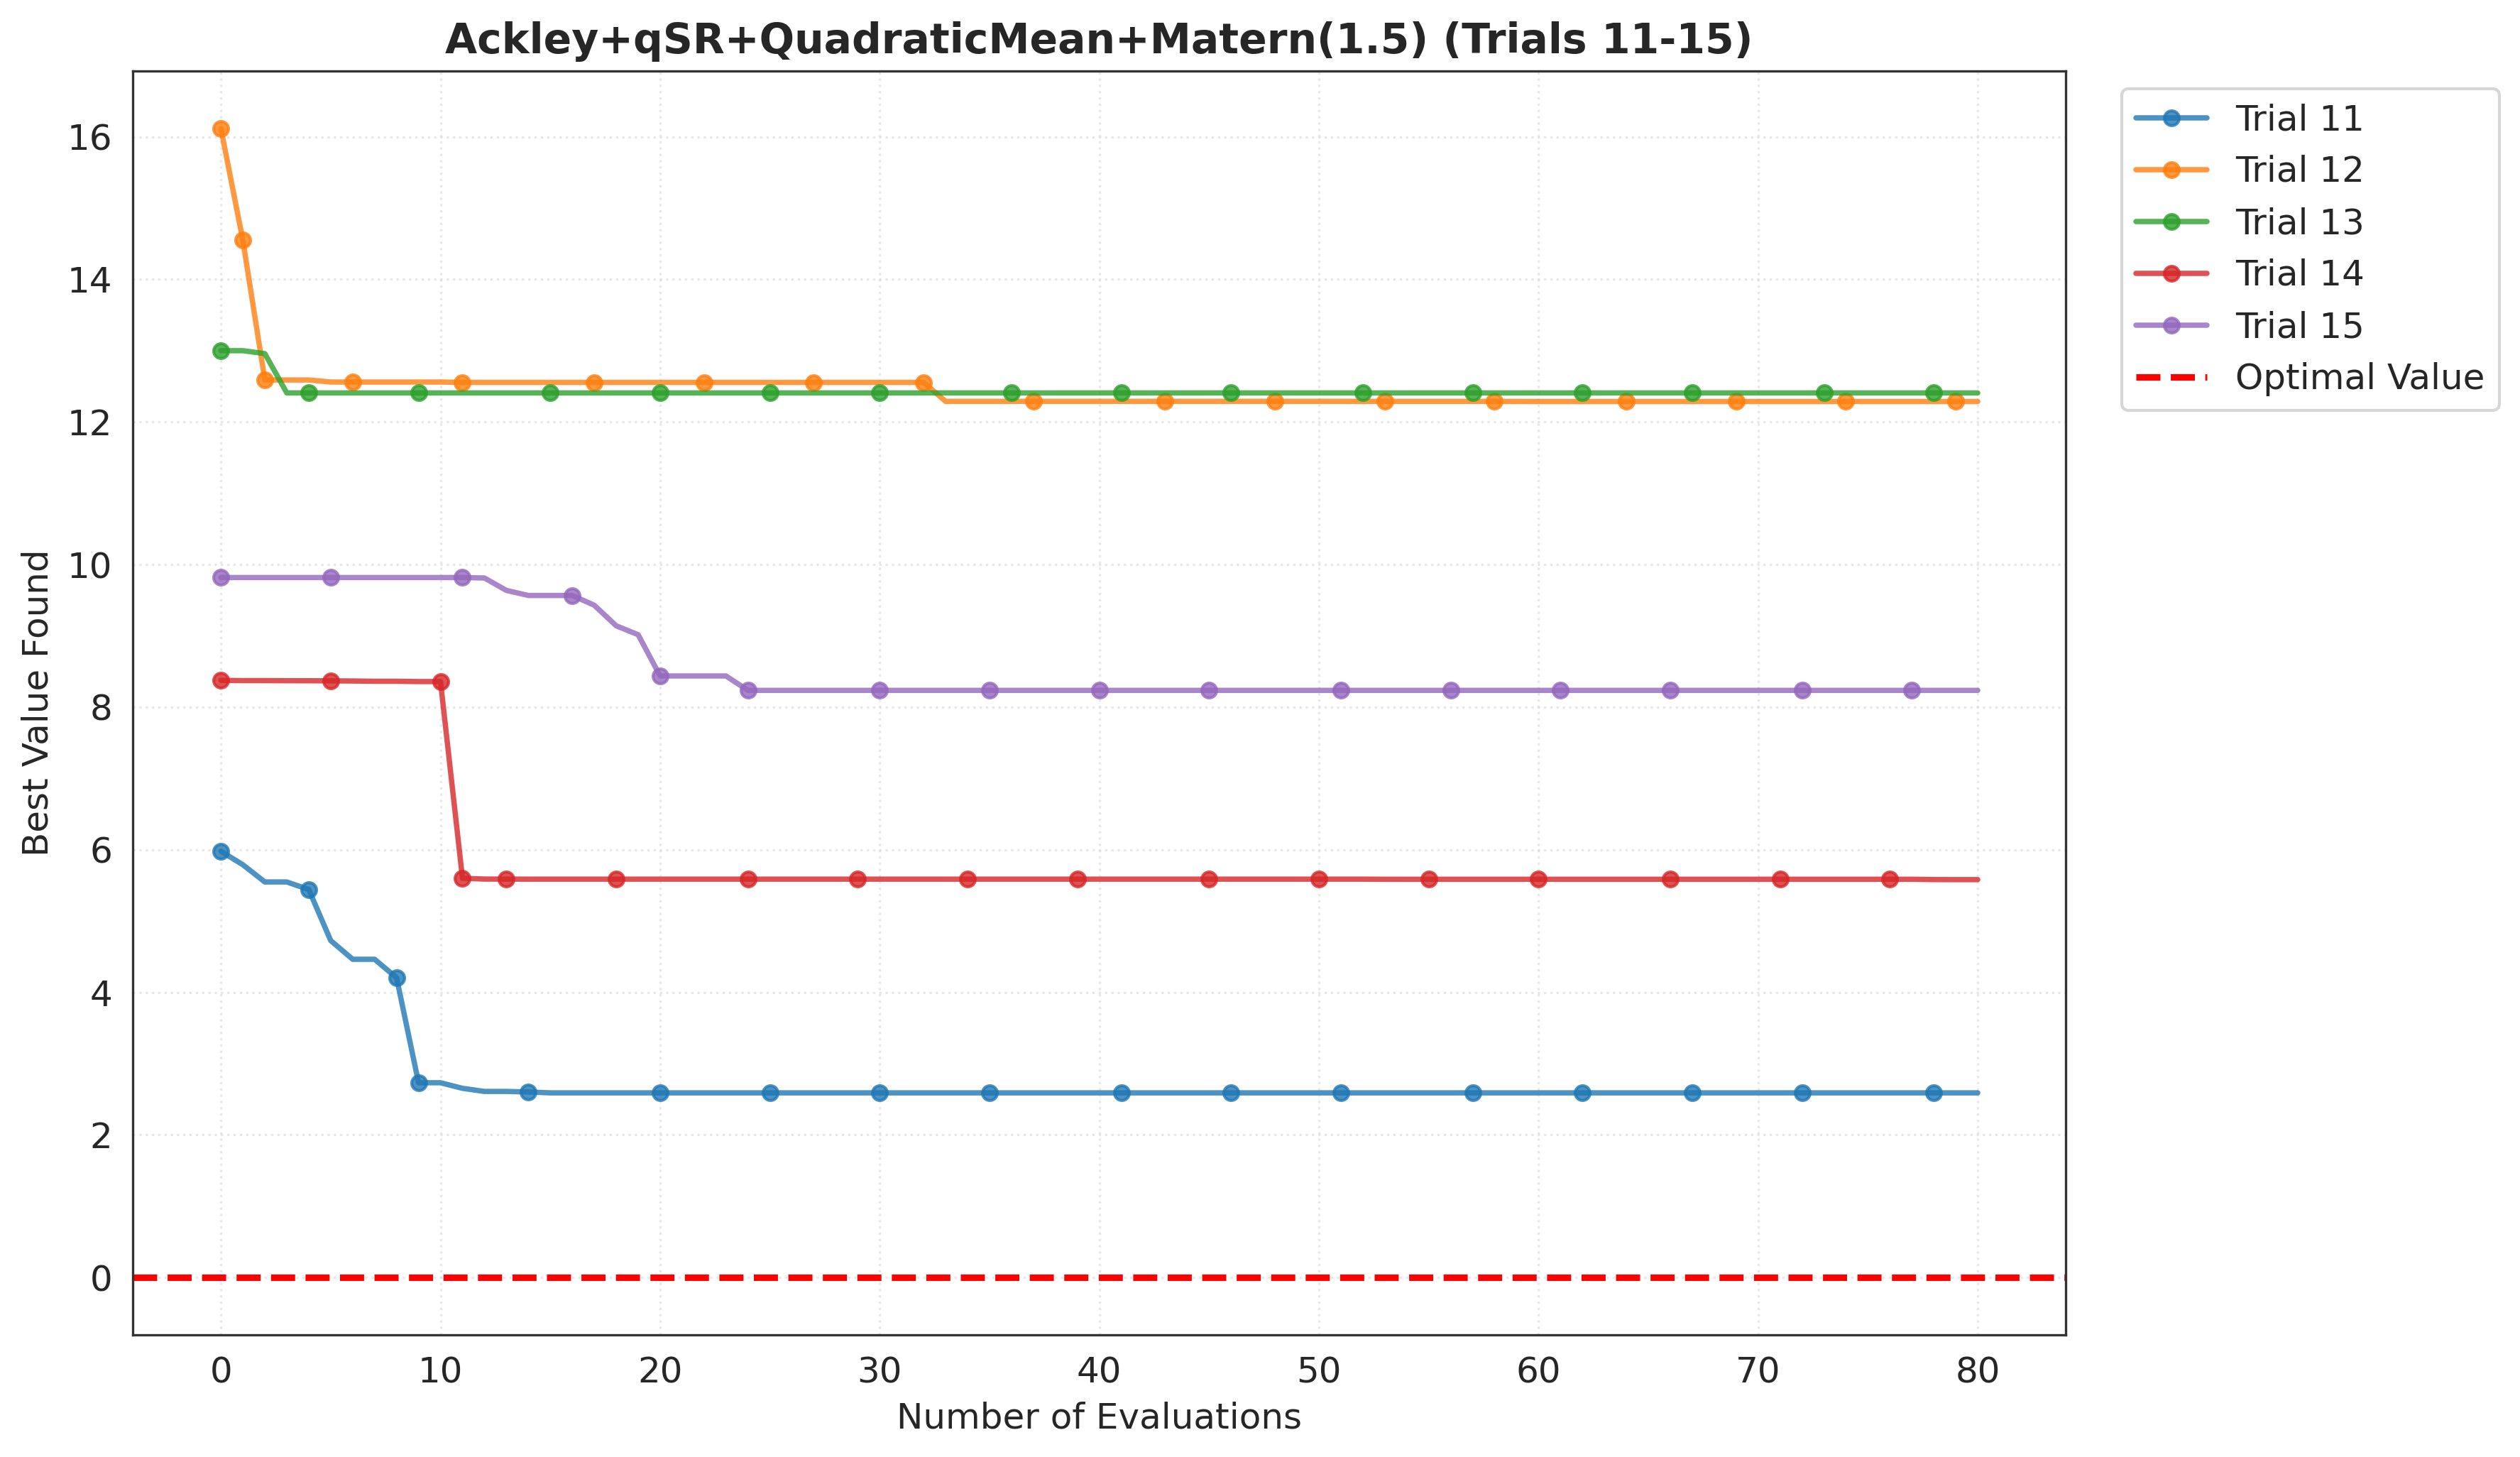 Ackley+qSR+QuadraticMean+Matern(1.5) (Trials 11-15)
Best Value Found
16
14
12
10
8
6
4
2
0
0 10 20 30 40 50 60 70 80
Number of Evaluations
Trial 11
Trial 12
Trial 13
Trial 14
Trial 15
Optimal Value